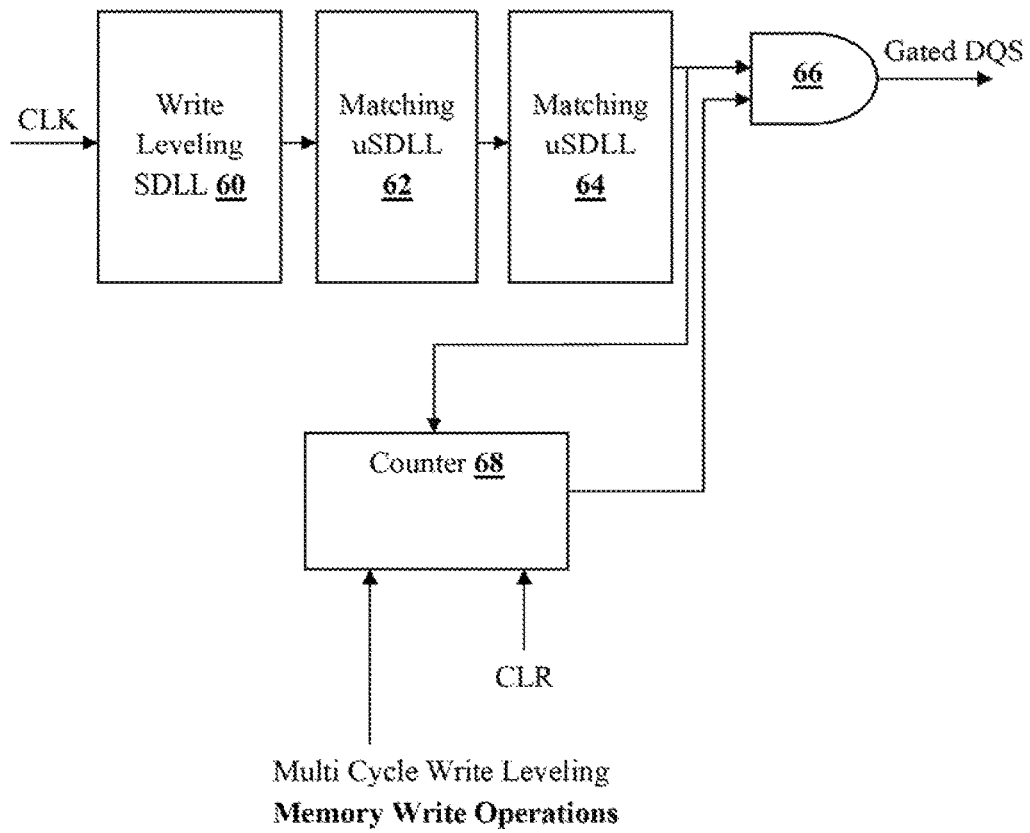 CLK
Write
Leveling
SDLL 60
Matching
uSDLL
62
Matching
uSDLL
64
66
Gated DQS
Counter 68
CLR
Multi Cycle Write Leveling
Memory Write Operations